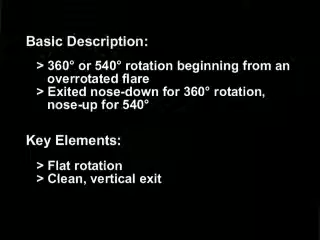 Basic Description:
> 360° or 540° rotation beginning from an
overrotated flare
> Exited nose-down for 360° rotation,
nose-up for 540°
Key Elements:
> Flat rotation
> Clean, vertical exit